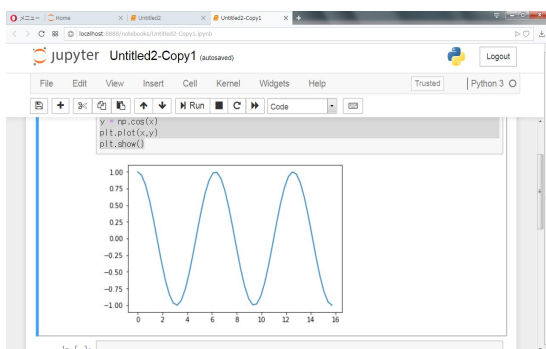 メニュー Home Untitled2 Untitled2-Copy1
localhost:8888/notebooks/Untitled2-Copy1.ipynb
jupyter Untitled2-Copy1 (autosaved) Logout
File Edit View Insert Cell Kernel Widgets Help Trusted Python 3
Run Code
y = np.cos(x)
plt.plot(x,y)
plt.show()
1.00
0.75
0.50
0.25
0.00
−0.25
−0.50
−0.75
−1.00
0 2 4 6 8 10 12 14 16